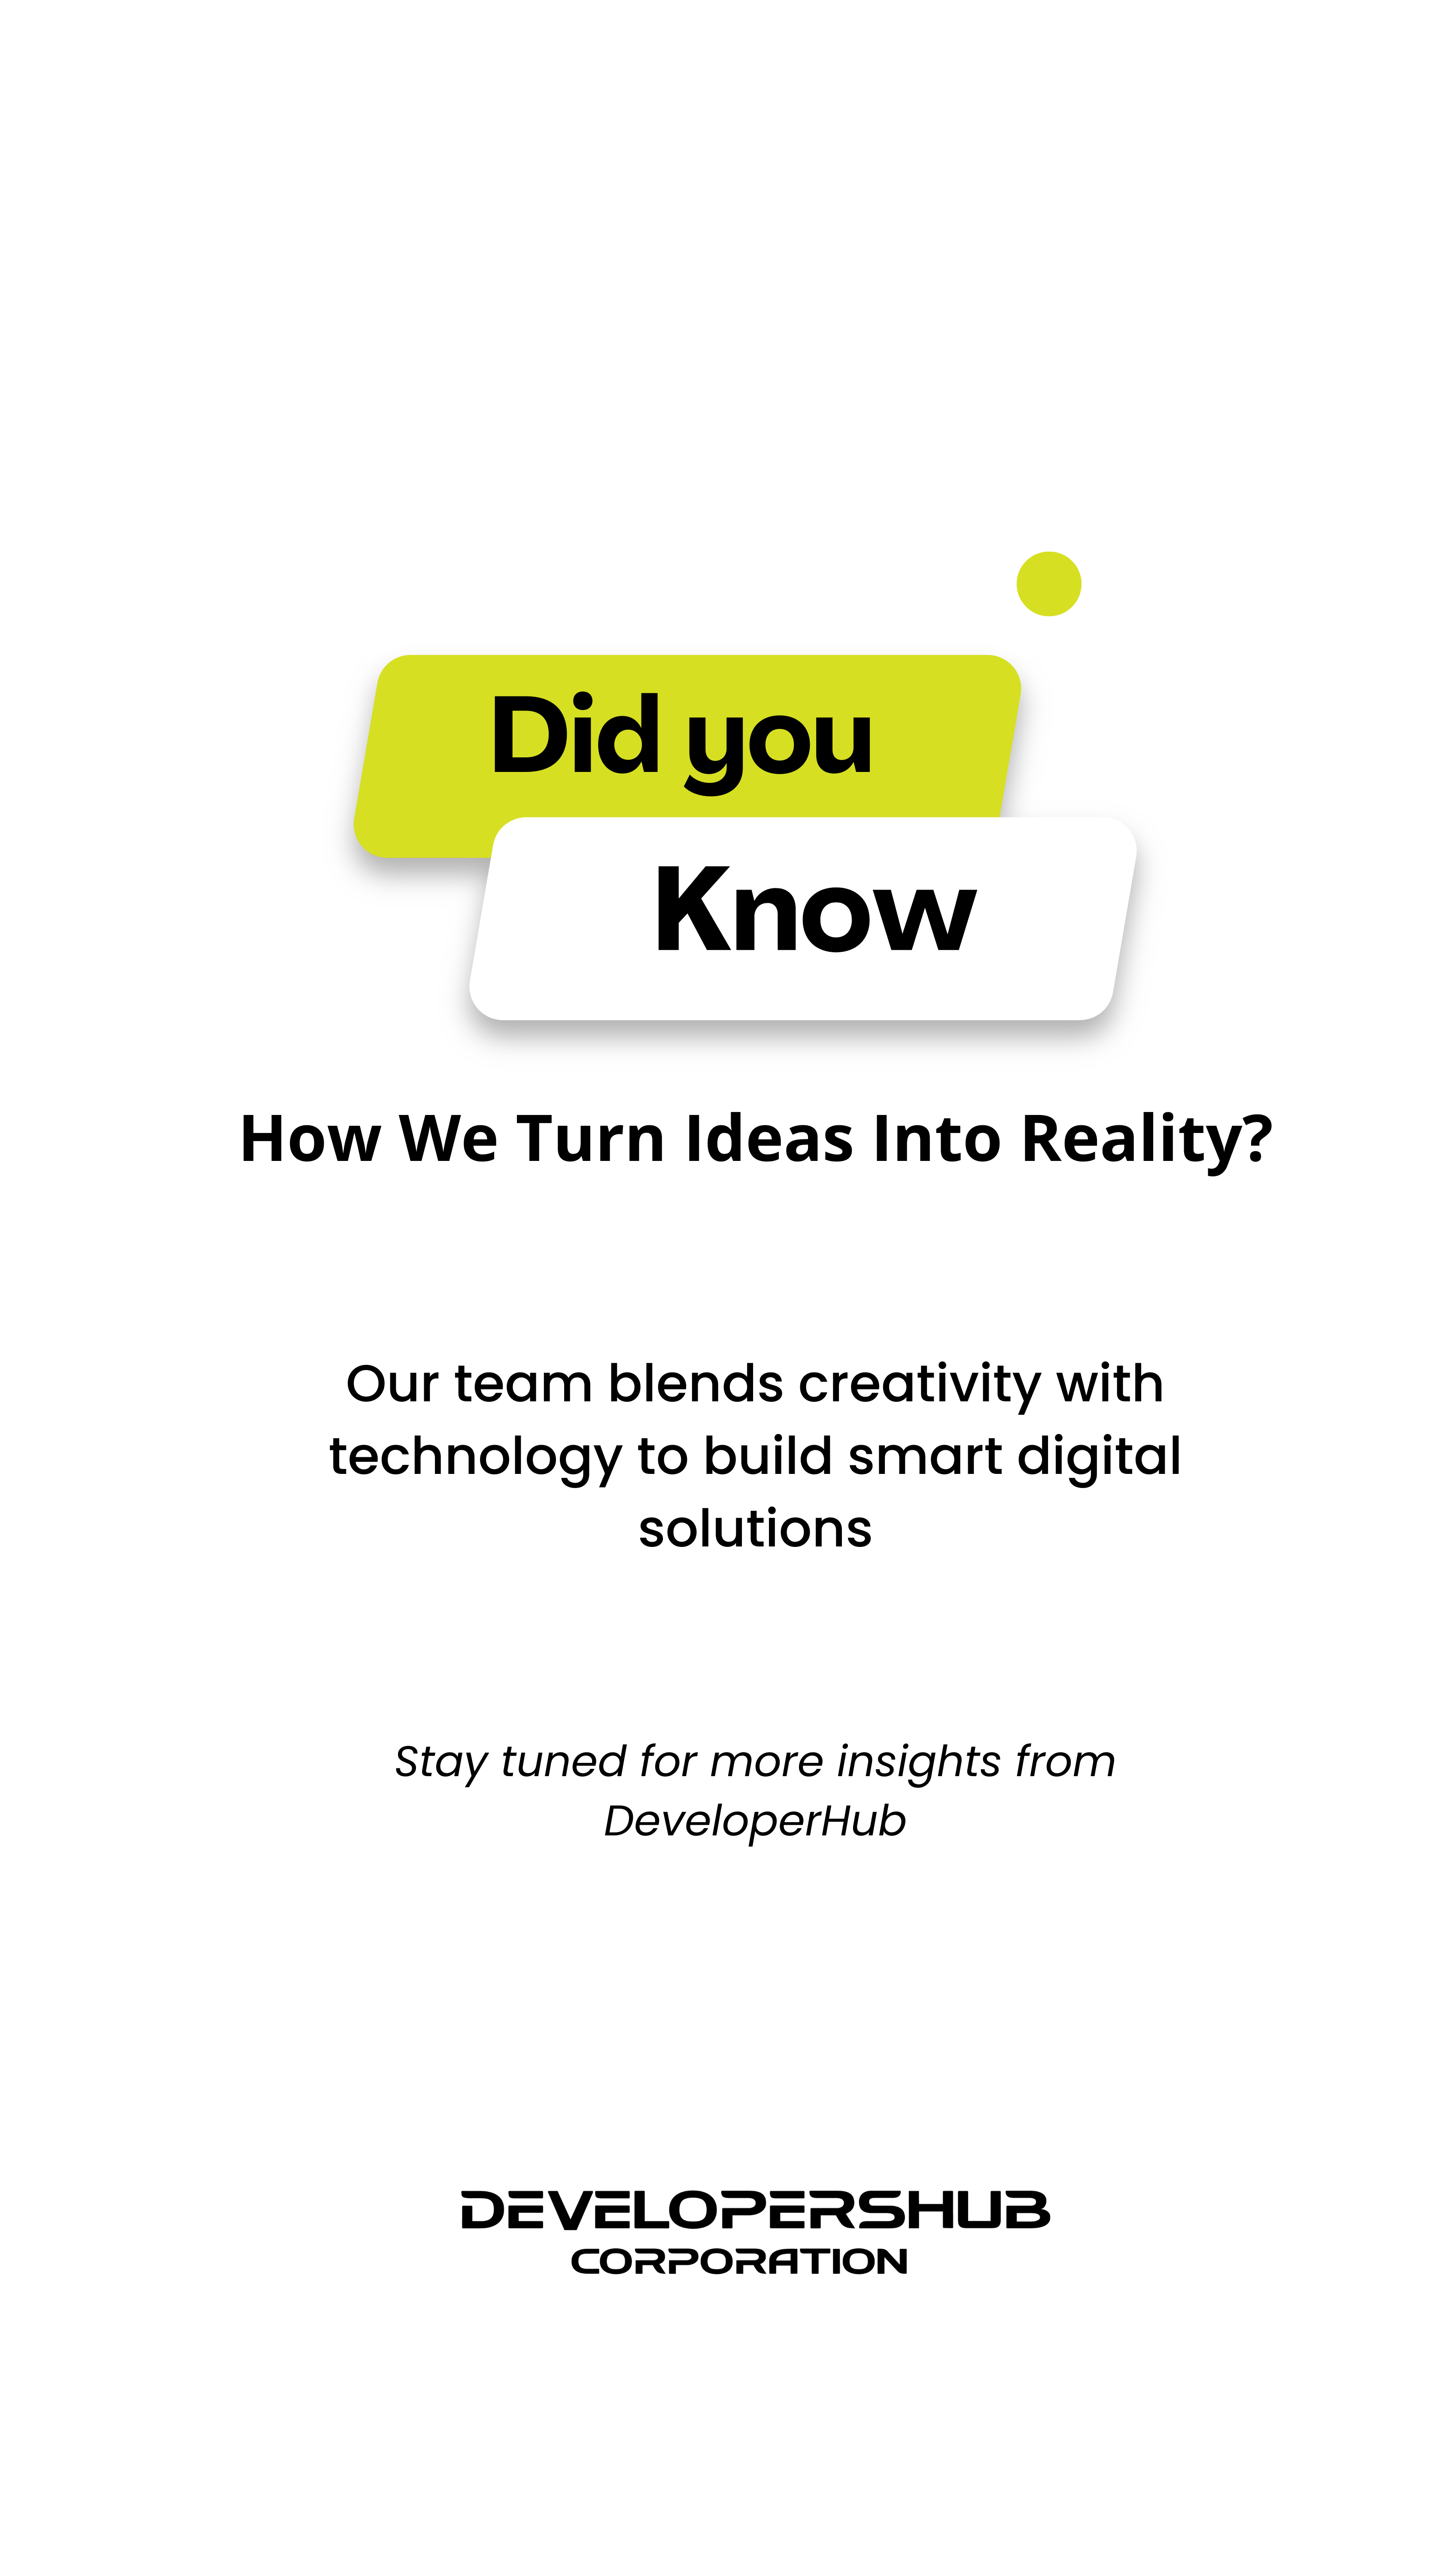 Did you
Know
How We Turn Ideas Into Reality?
Our team blends creativity with
technology to build smart digital
solutions
Stay tuned for more insights from
DeveloperHub
DEVELOPERSHUB
CORPORATION